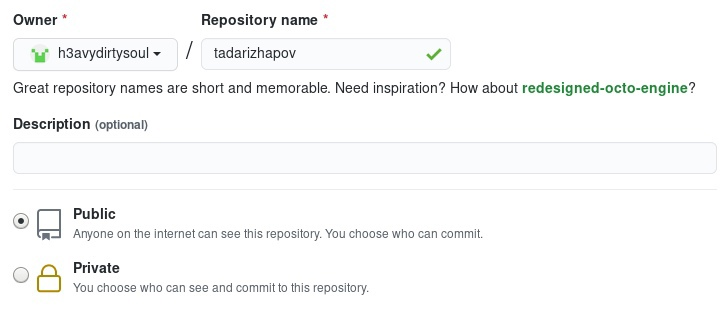 Owner * Repository name *
h3avydirtysoul / tadarizhapov
Great repository names are short and memorable. Need inspiration? How about redesigned-octo-engine?
Description (optional)
Public
Anyone on the internet can see this repository. You choose who can commit.
Private
You choose who can see and commit to this repository.